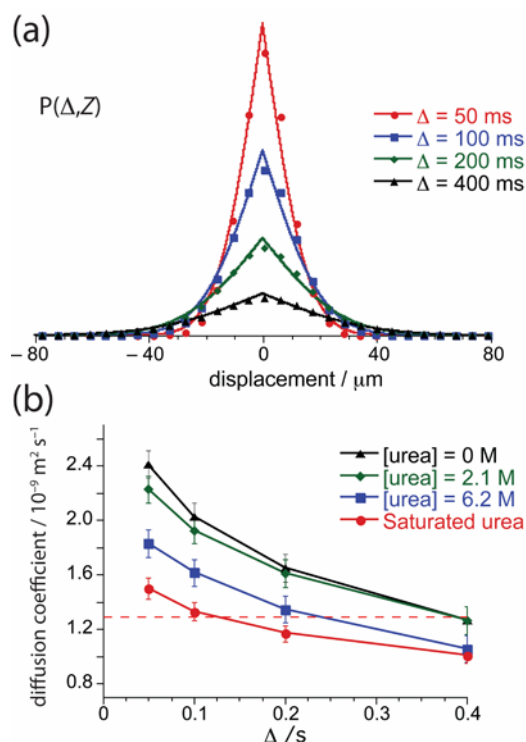 (a)
P(Δ,Z)
Δ = 50 ms
Δ = 100 ms
Δ = 200 ms
Δ = 400 ms
– 80 – 40 0 40 80
displacement / μm
(b)
diffusion coefficient / 10⁻⁹ m² s⁻¹
2.4
2.0
1.6
1.2
0.8
[urea] = 0 M
[urea] = 2.1 M
[urea] = 6.2 M
Saturated urea
0.0 0.1 0.2 0.3 0.4
Δ /s